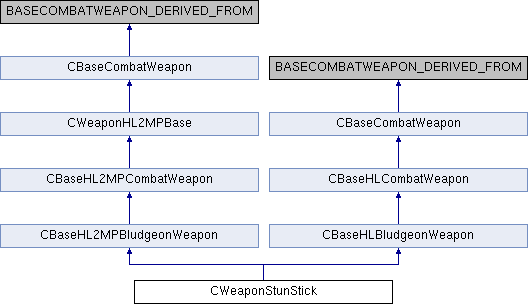 BASECOMBATWEAPON_DERIVED_FROM
CBaseCombatWeapon
BASECOMBATWEAPON_DERIVED_FROM
CWeaponHL2MPBase
CBaseCombatWeapon
CBaseHL2MPCombatWeapon
CBaseHLCombatWeapon
CBaseHL2MPBludgeonWeapon
CBaseHLBludgeonWeapon
CWeaponStunStick